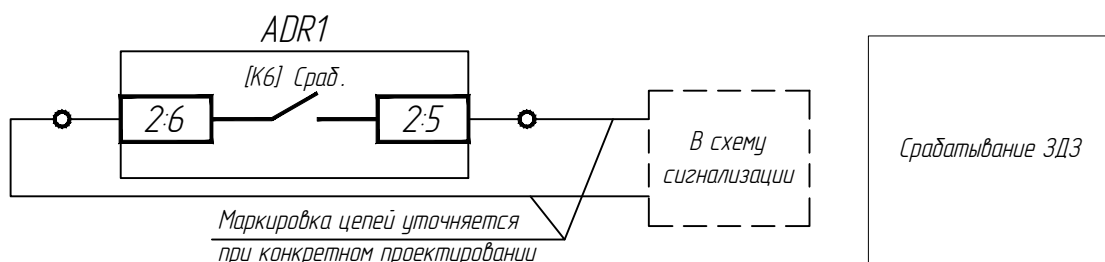 ADR1
[K6] Сраб.
2:6
2:5
В схему
сигнализации
Срабатывание ЗДЗ
Маркировка цепей уточняется
при конкретном проектировании